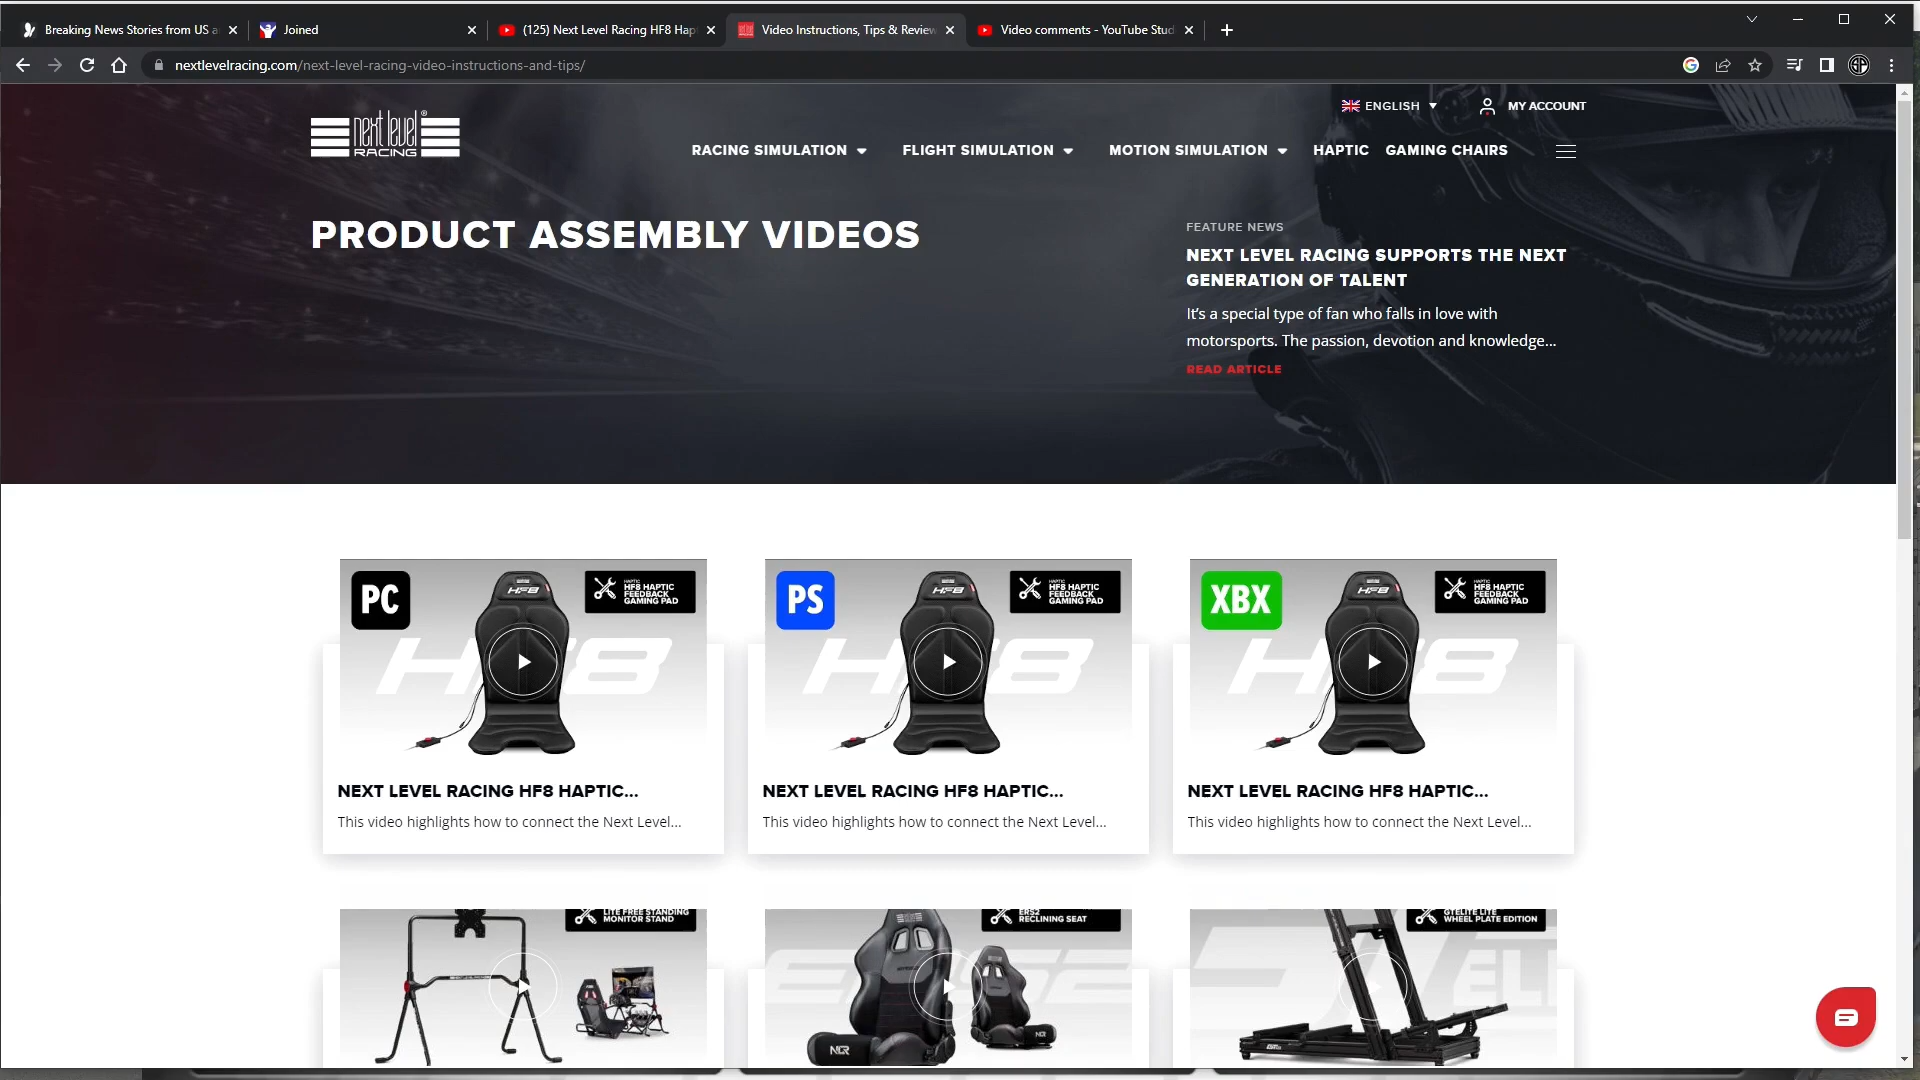 Breaking News Stories from US a
Joined
(125) Next Level Racing HF8 Hap
Video Instructions, Tips & Review
Video comments - YouTube Stud
nextlevelracing.com/next-level-racing-video-instructions-and-tips/
ENGLISH
MY ACCOUNT
next level®
RACING
RACING SIMULATION
FLIGHT SIMULATION
MOTION SIMULATION
HAPTIC
GAMING CHAIRS
PRODUCT ASSEMBLY VIDEOS
FEATURE NEWS
NEXT LEVEL RACING SUPPORTS THE NEXT
GENERATION OF TALENT
It's a special type of fan who falls in love with
motorsports. The passion, devotion and knowledge...
READ ARTICLE
PC
HAPTIC
HF8 HAPTIC
FEEDBACK
GAMING PAD
HF8
HF8
NEXT LEVEL RACING HF8 HAPTIC...
This video highlights how to connect the Next Level...
PS
HAPTIC
HF8 HAPTIC
FEEDBACK
GAMING PAD
HF8
HF8
NEXT LEVEL RACING HF8 HAPTIC...
This video highlights how to connect the Next Level...
XBX
HAPTIC
HF8 HAPTIC
FEEDBACK
GAMING PAD
HF8
HF8
NEXT LEVEL RACING HF8 HAPTIC...
This video highlights how to connect the Next Level...
LITE FREE STANDING
MONITOR STAND
ERS2
RECLINING SEAT
ERS2
NLR
NLR
GTELITE LITE
WHEEL PLATE EDITION